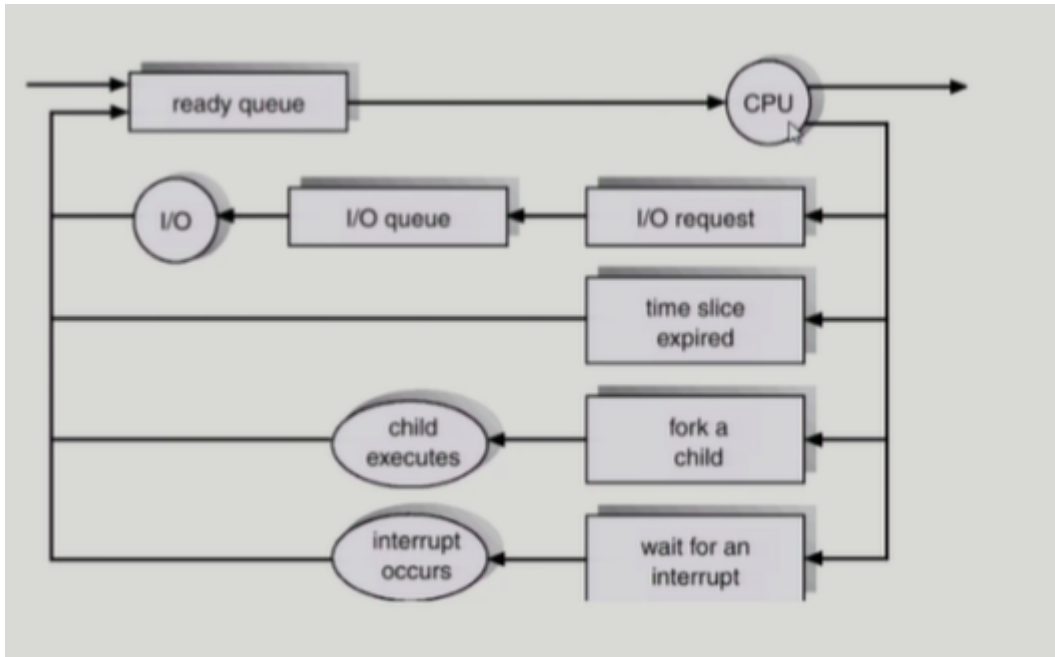 ready queue
CPU
I/O
I/O queue
I/O request
time slice
expired
child
executes
fork a
child
interrupt
occurs
wait for an
interrupt